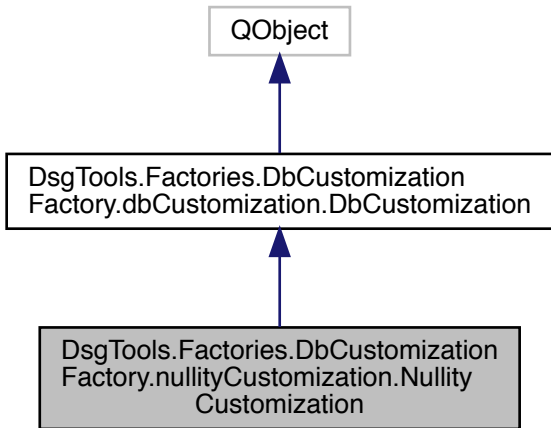 QObject
DsgTools.Factories.DbCustomization
Factory.dbCustomization.DbCustomization
DsgTools.Factories.DbCustomization
Factory.nullityCustomization.Nullity
Customization